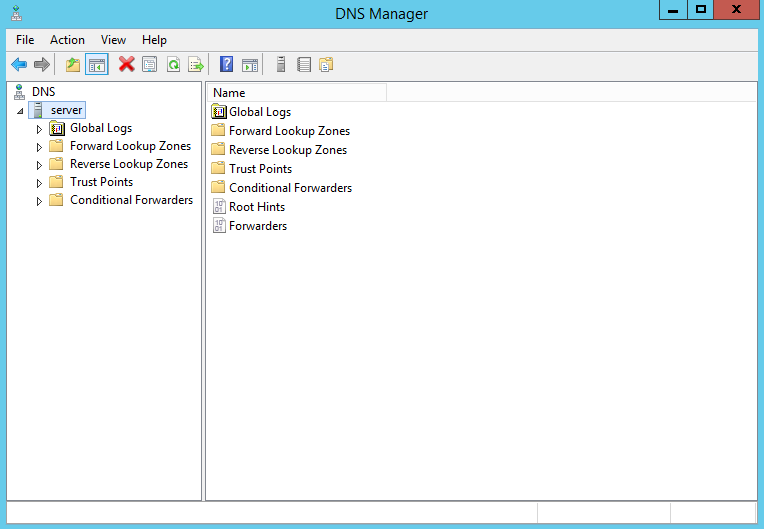 DNS Manager
File Action View Help
DNS
server
Global Logs
Forward Lookup Zones
Reverse Lookup Zones
Trust Points
Conditional Forwarders
Name
Global Logs
Forward Lookup Zones
Reverse Lookup Zones
Trust Points
Conditional Forwarders
Root Hints
Forwarders